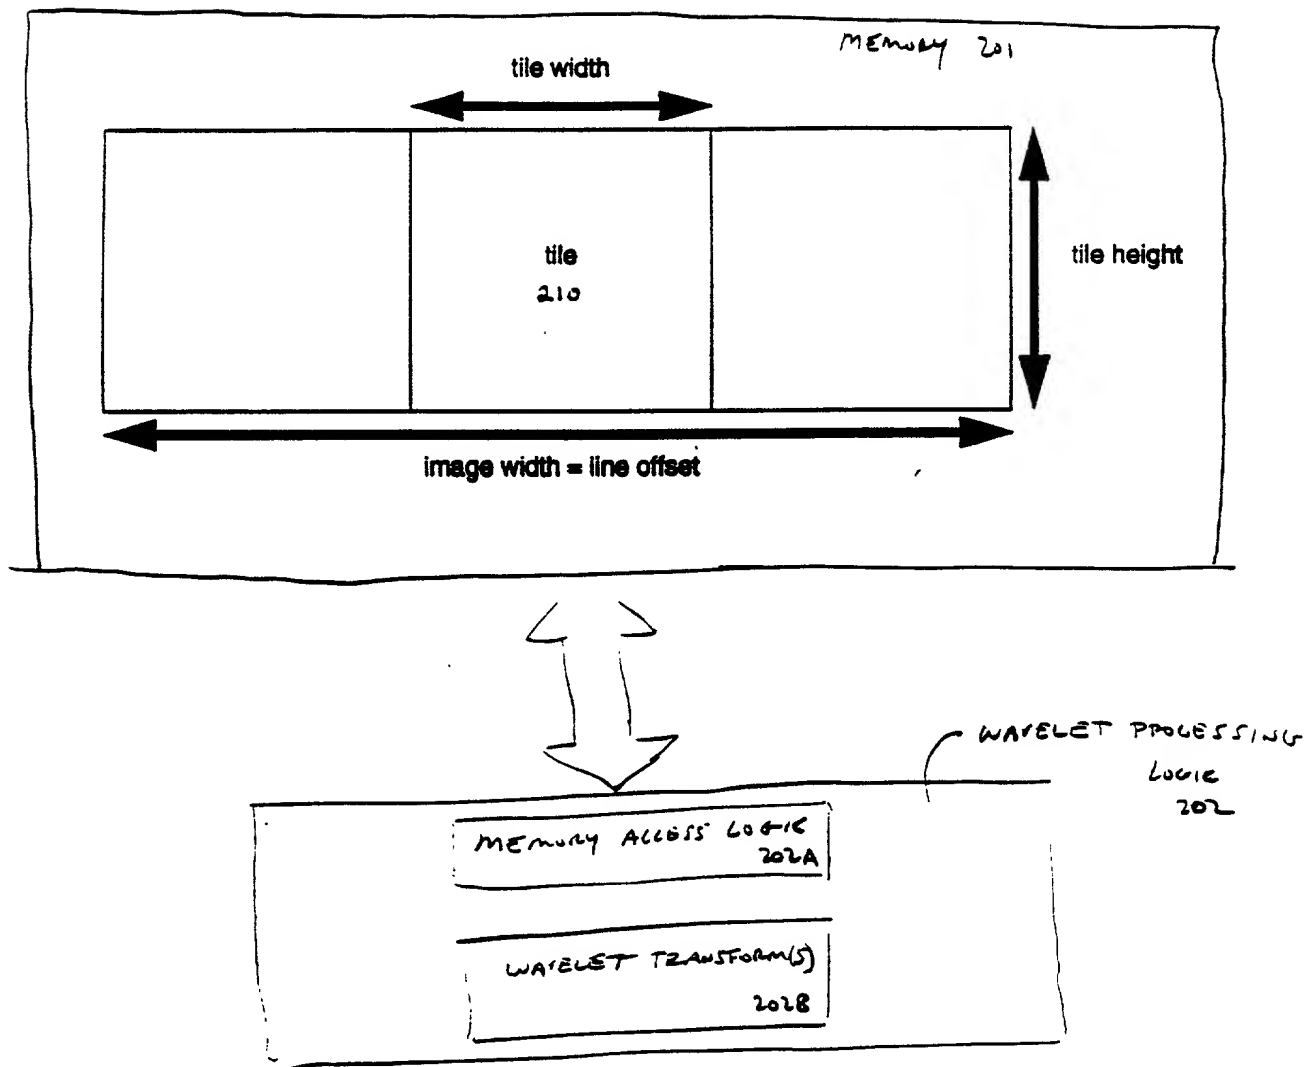 MEMORY 201
tile width
tile
210
tile height
image width = line offset
WAVELET PROCESSING
LOGIC
202
MEMORY ACCESS LOGIC
202A
WAVELET TRANSFORM(S)
202B